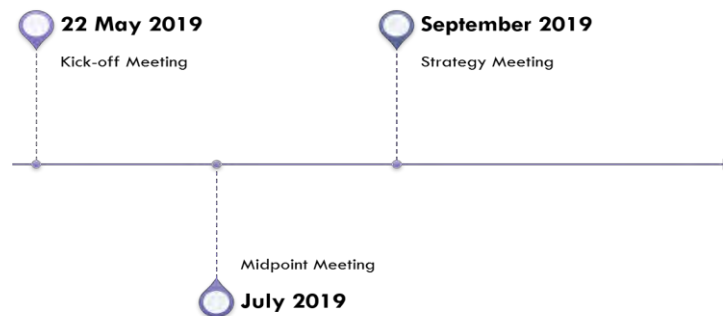 22 May 2019
Kick-off Meeting
September 2019
Strategy Meeting
Midpoint Meeting
July 2019